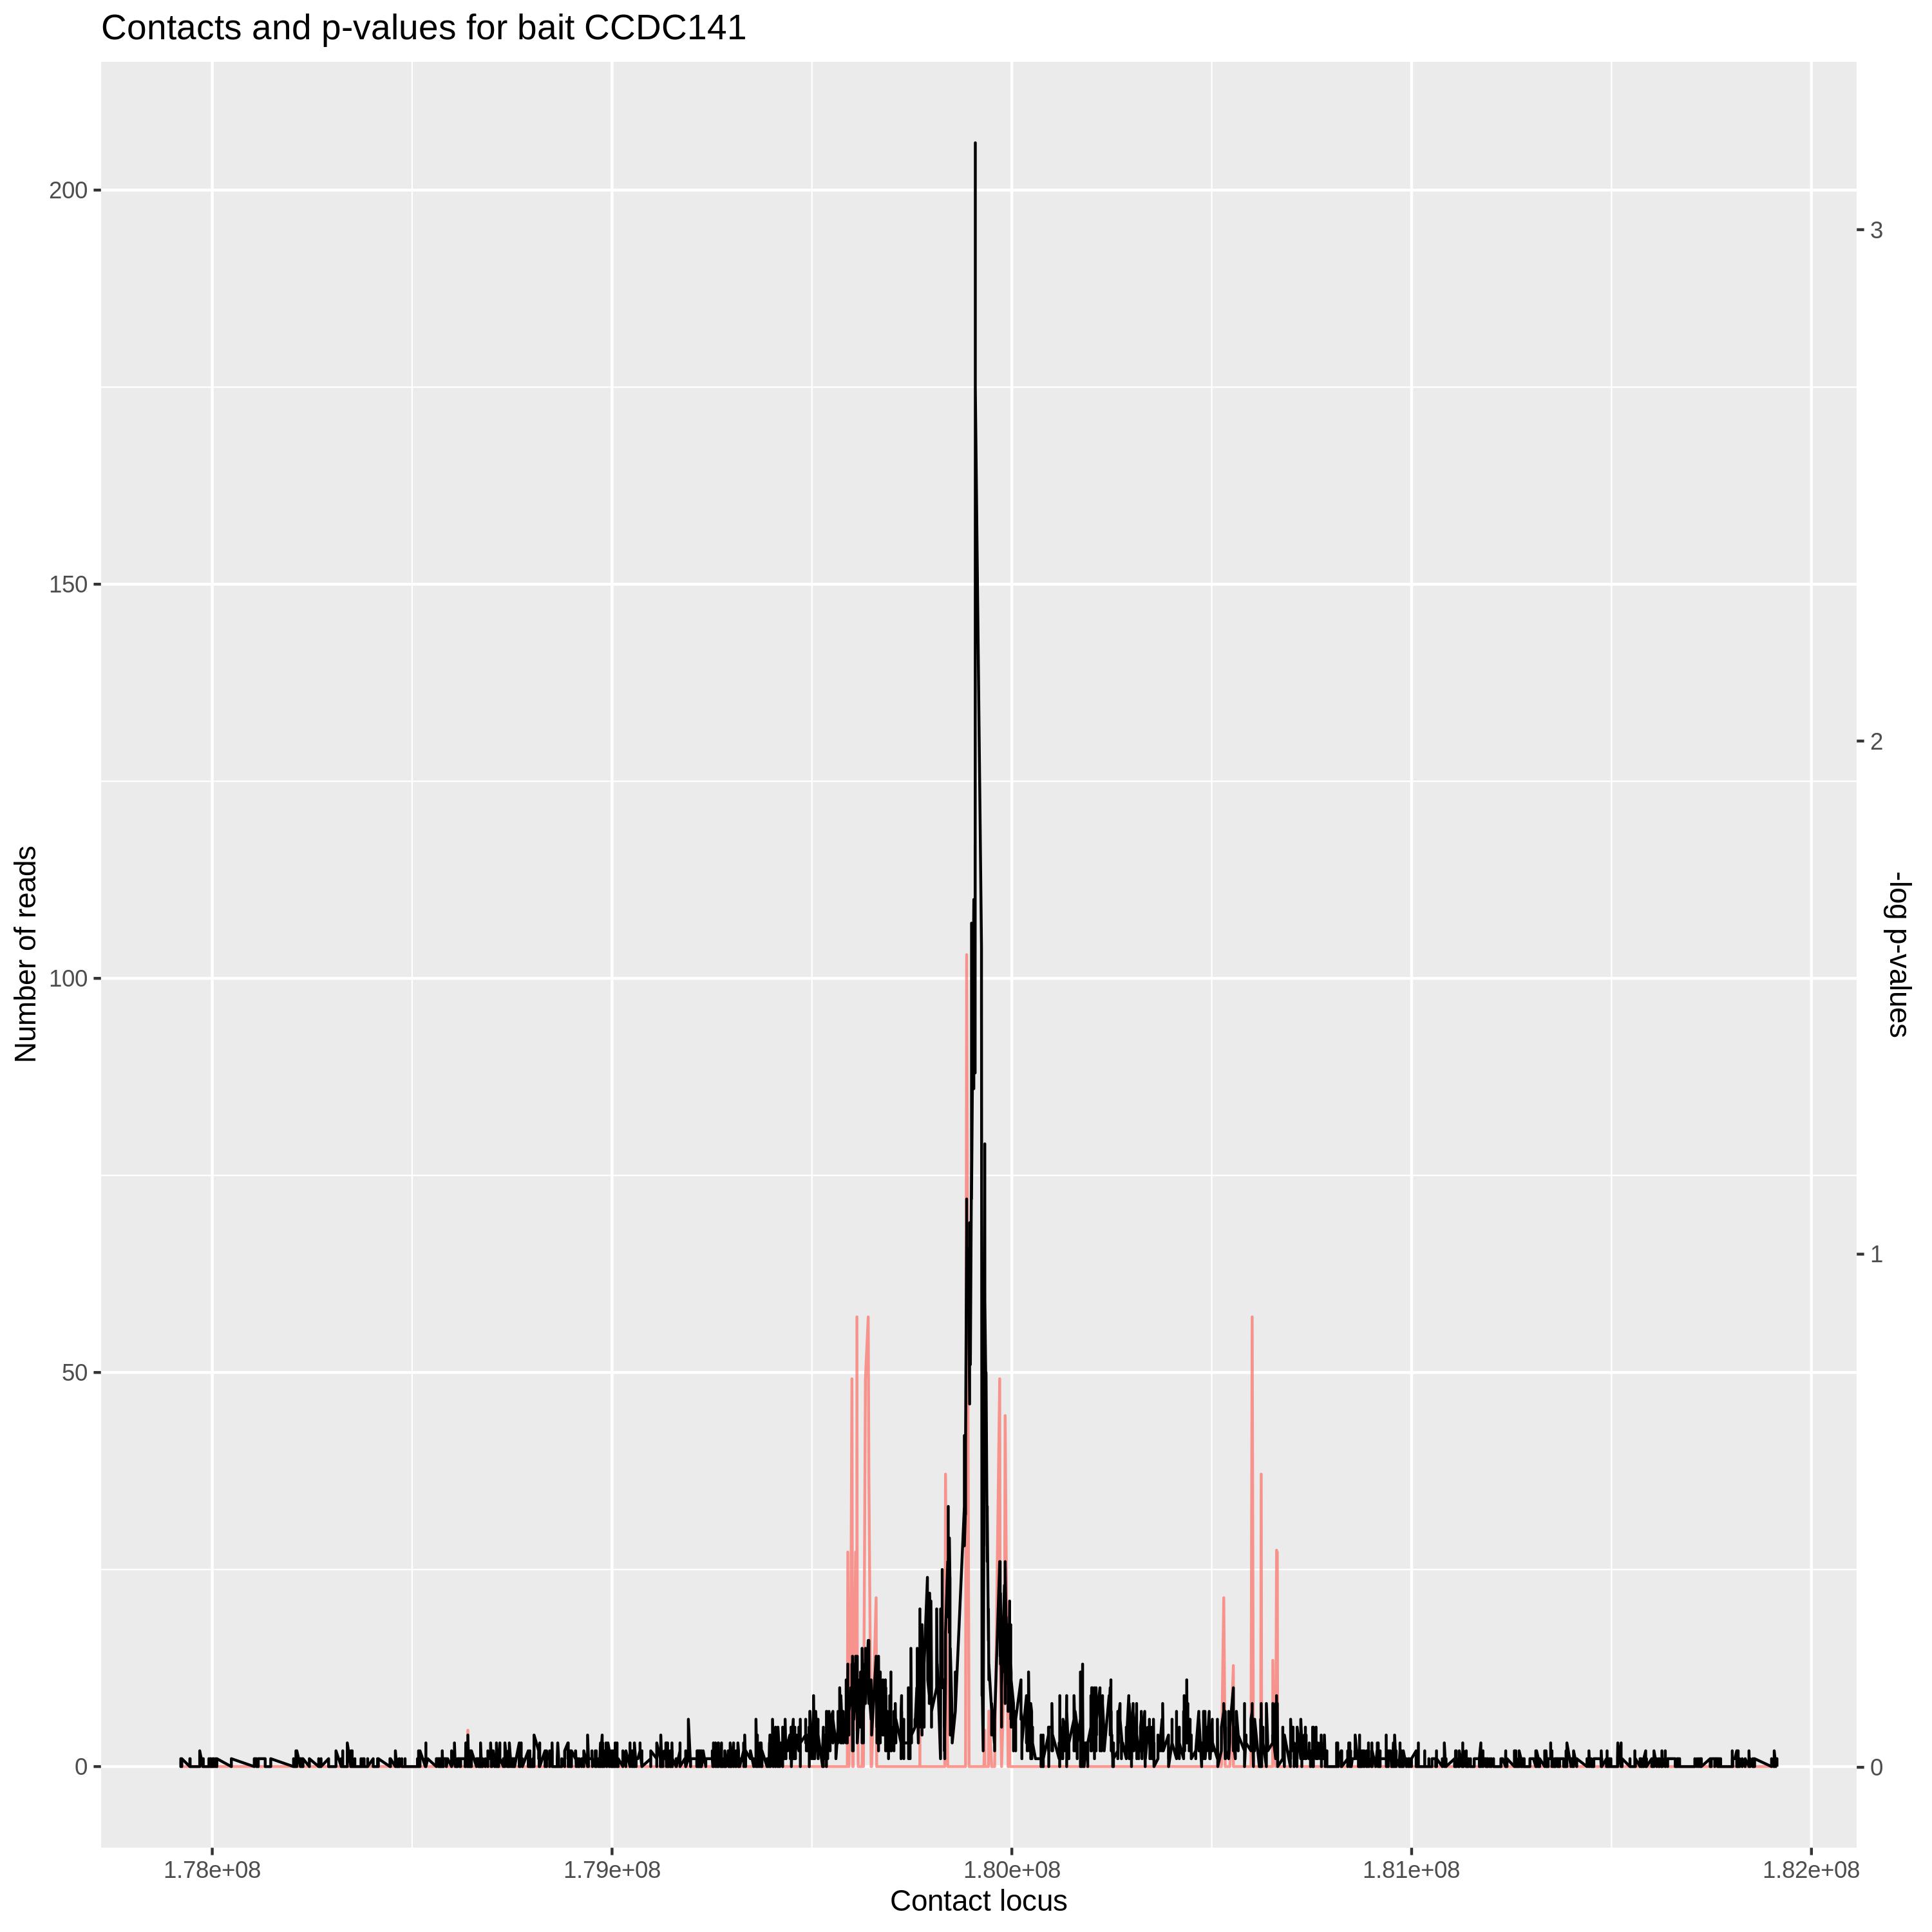 Contacts and p-values for bait CCDC141
200
150
100
50
0
Number of reads
3
2
1
0
-log p-values
1.78e+08
1.79e+08
1.80e+08
1.81e+08
1.82e+08
Contact locus